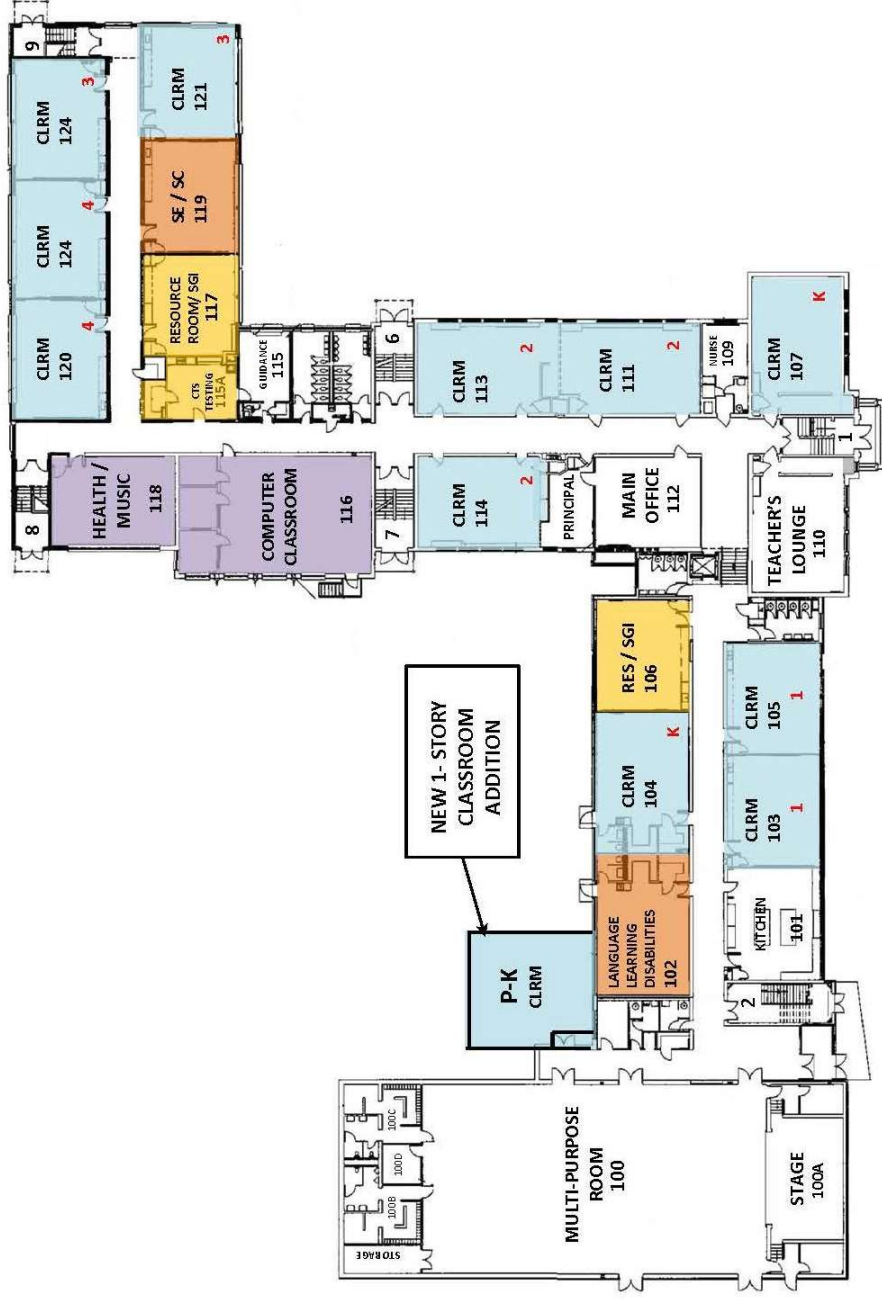 9
CLRM
124
3
CLRM
124
4
CLRM
120
4
CLRM
121
3
SE / SC
119
RESOURCE
ROOM/ SGI
117
CTS
TESTING
115A
GUIDANCE
115
8
HEALTH /
MUSIC
118
COMPUTER
CLASSROOM
116
7
6
CLRM
113
2
CLRM
111
2
NURSE
109
CLRM
107
K
1
CLRM
114
2
PRINCIPAL
MAIN
OFFICE
112
TEACHER'S
LOUNGE
110
NEW 1- STORY
CLASSROOM
ADDITION
P-K
CLRM
RES / SGI
106
CLRM
104
K
LANGUAGE
LEARNING
DISABILITIES
102
CLRM
105
1
CLRM
103
1
KITCHEN
101
2
100C
100D
100B
STORAGE
MULTI-PURPOSE
ROOM
100
STAGE
100A